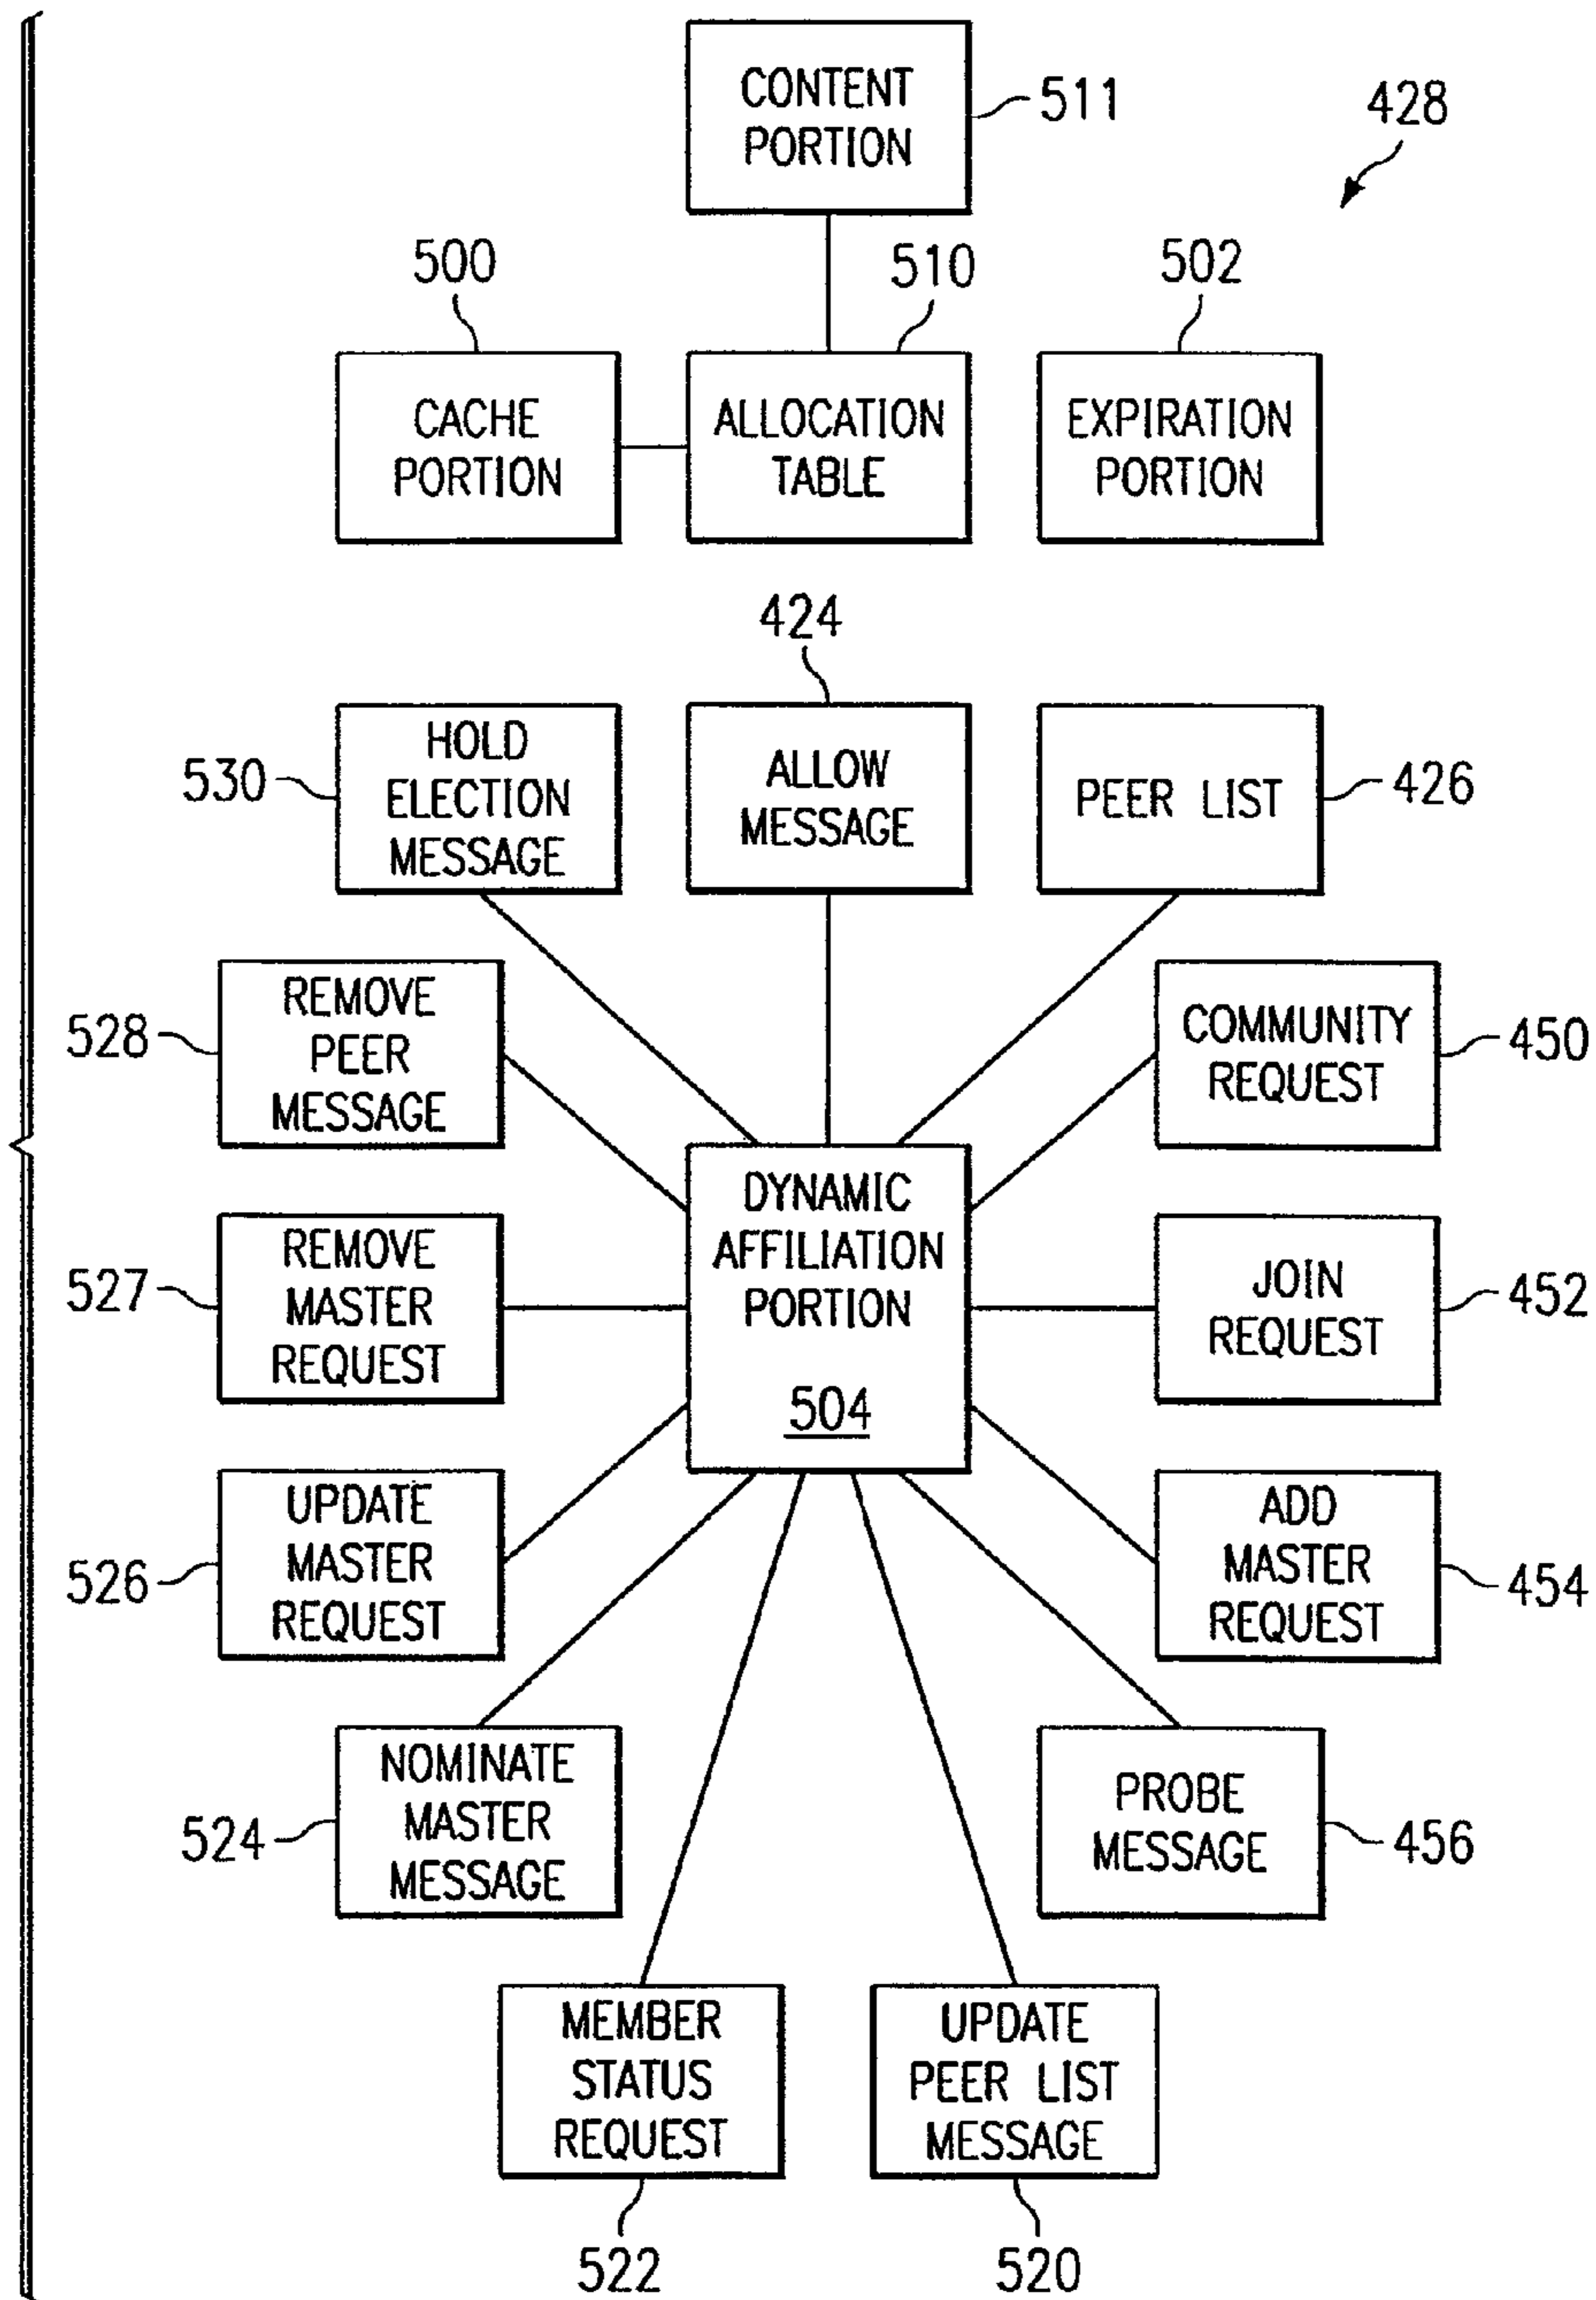 CONTENT
PORTION
511
428
500
510
502
CACHE
PORTION
ALLOCATION
TABLE
EXPIRATION
PORTION
424
530
HOLD
ELECTION
MESSAGE
ALLOW
MESSAGE
PEER LIST
426
528
REMOVE
PEER
MESSAGE
COMMUNITY
REQUEST
450
DYNAMIC
AFFILIATION
PORTION
504
527
REMOVE
MASTER
REQUEST
JOIN
REQUEST
452
526
UPDATE
MASTER
REQUEST
ADD
MASTER
REQUEST
454
524
NOMINATE
MASTER
MESSAGE
PROBE
MESSAGE
456
MEMBER
STATUS
REQUEST
UPDATE
PEER LIST
MESSAGE
522
520